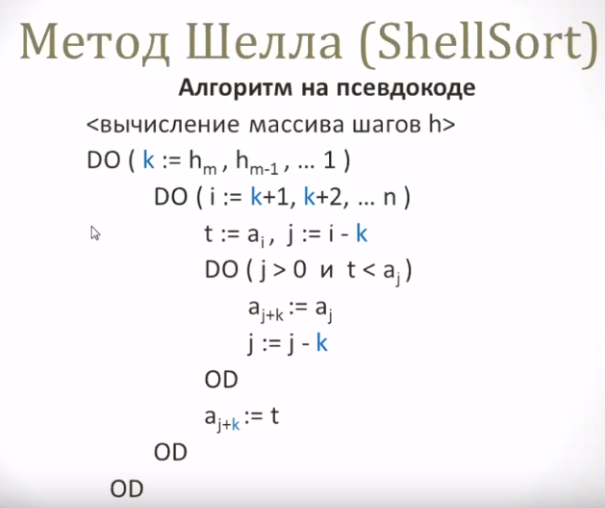 Метод Шелла (ShellSort)
Алгоритм на псевдокоде
<вычисление массива шагов h>
DO ( k := hₘ , hₘ₋₁ , ... 1 )
DO ( i := k+1, k+2, ... n )
t := aᵢ, j := i - k
DO ( j > 0 и t < aⱼ )
aⱼ₊ₖ := aⱼ
j := j - k
OD
aⱼ₊ₖ := t
OD
OD